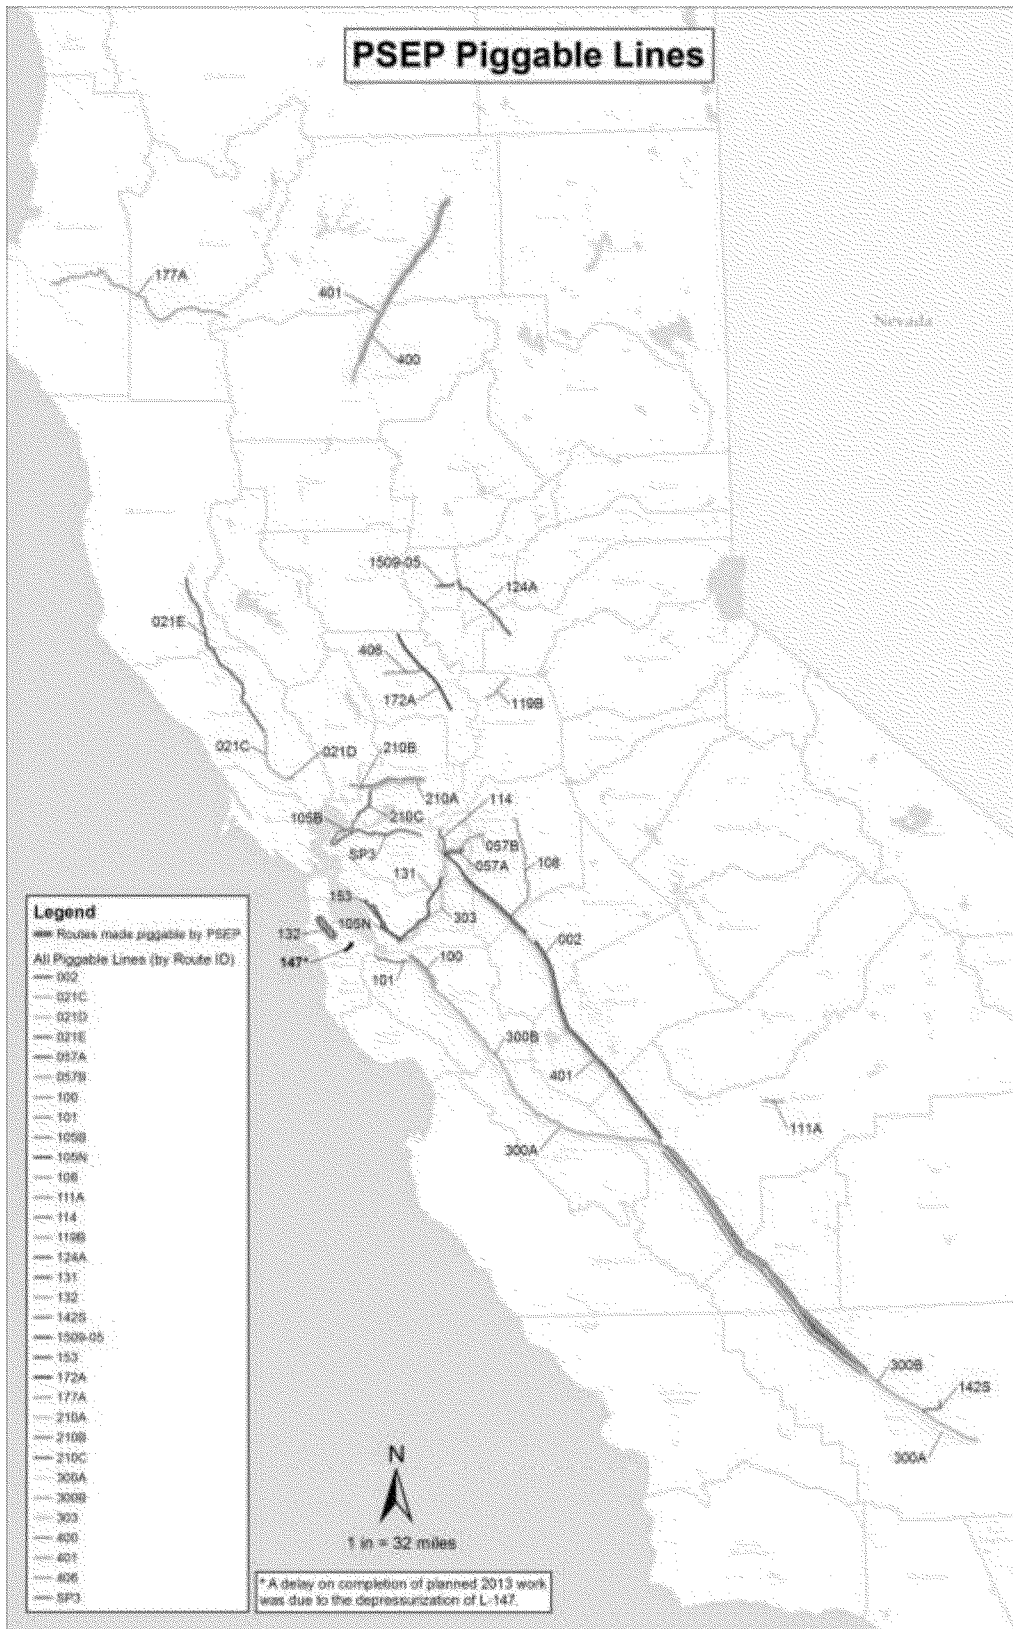 PSEP Piggable Lines
Nevada
177A
401
400
1509-05
124A
021E
406
172A
119B
021C
021D
210B
210A
114
105B
210C
SP3
057B
057A
108
131
153
303
105N
132
002
147*
100
101
300B
401
111A
300A
300B
142S
300A
Legend
Routes made piggable by PSEP
All Piggable Lines (by Route ID)
002
021C
021D
021E
057A
057B
100
101
105B
105N
108
111A
114
119B
124A
131
132
142S
1509-05
153
172A
177A
210A
210B
210C
300A
300B
303
400
401
406
SP3
N
1 in = 32 miles
* A delay on completion of planned 2013 work
was due to the depressurization of L-147.